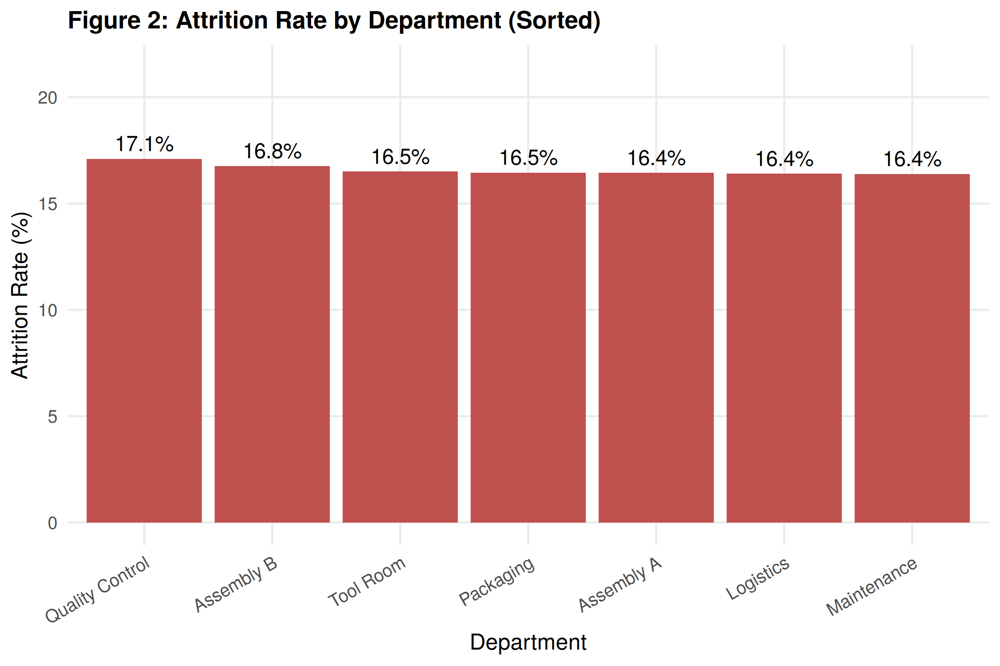 Figure 2: Attrition Rate by Department (Sorted)
Attrition Rate (%)
20
15
10
5
0
17.1%
16.8%
16.5%
16.5%
16.4%
16.4%
16.4%
Quality Control
Assembly B
Tool Room
Packaging
Assembly A
Logistics
Maintenance
Department